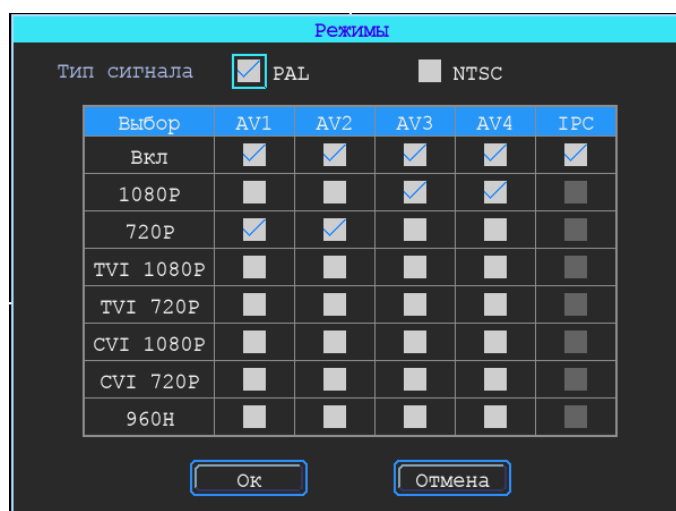 Режимы
Тип сигнала PAL NTSC
Выбор AV1 AV2 AV3 AV4 IPC
Вкл
1080P
720P
TVI 1080P
TVI 720P
CVI 1080P
CVI 720P
960H
Ок Отмена